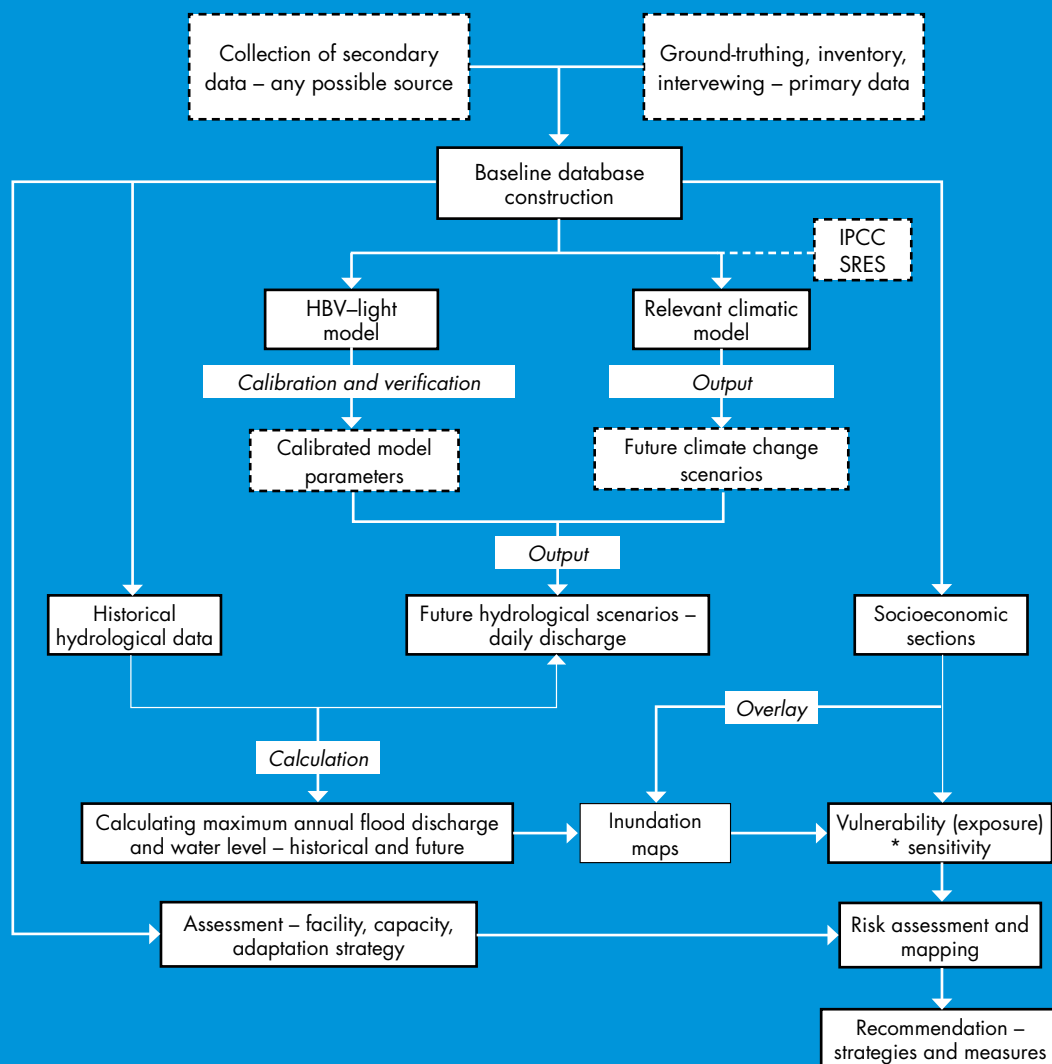 Collection of secondary
data – any possible source
Ground-truthing, inventory,
intervewing – primary data
Baseline database
construction
IPCC
SRES
HBV–light
model
Relevant climatic
model
Calibration and verification
Output
Calibrated model
parameters
Future climate change
scenarios
Output
Historical
hydrological data
Future hydrological scenarios –
daily discharge
Socioeconomic
sections
Overlay
Calculation
Calculating maximum annual flood discharge
and water level – historical and future
Inundation
maps
Vulnerability (exposure)
* sensitivity
Assessment – facility, capacity,
adaptation strategy
Risk assessment and
mapping
Recommendation –
strategies and measures